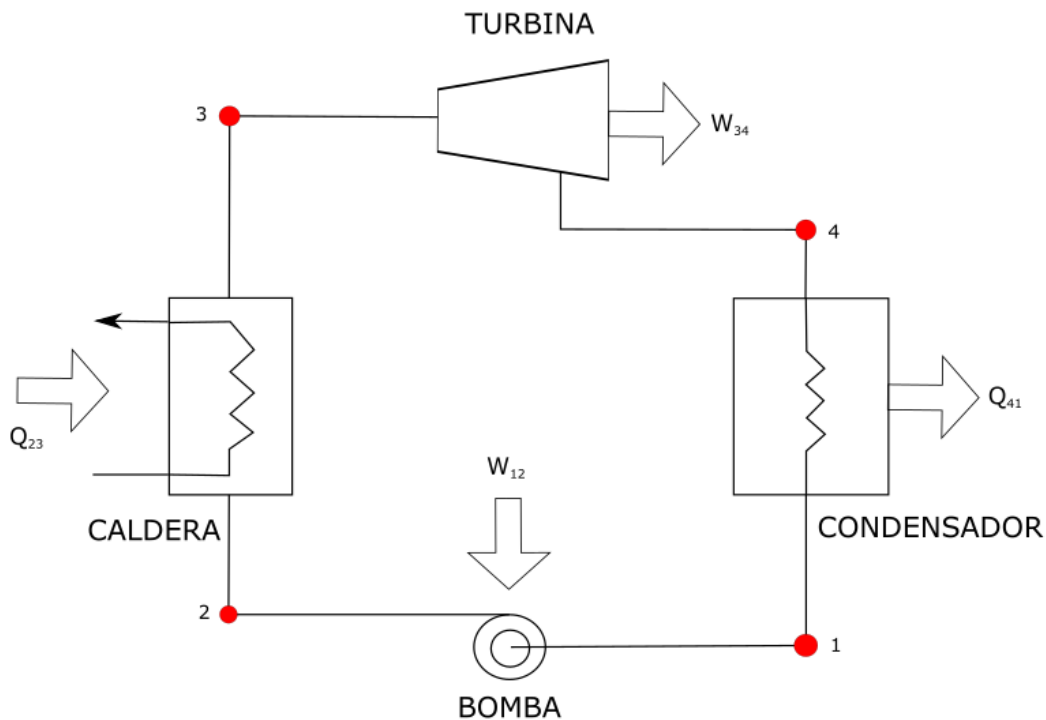 TURBINA
3
W₃₄
4
Q₂₃
W₁₂
Q₄₁
CALDERA
CONDENSADOR
2
1
BOMBA